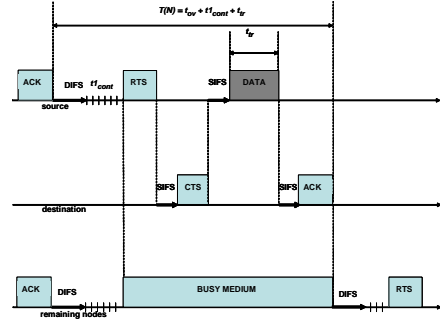 T(N) = t_ov + t1_cont + t_tr
t_tr
ACK DIFS t1_cont RTS SIFS DATA
source
SIFS CTS SIFS ACK
destination
ACK DIFS BUSY MEDIUM DIFS RTS
remaining nodes